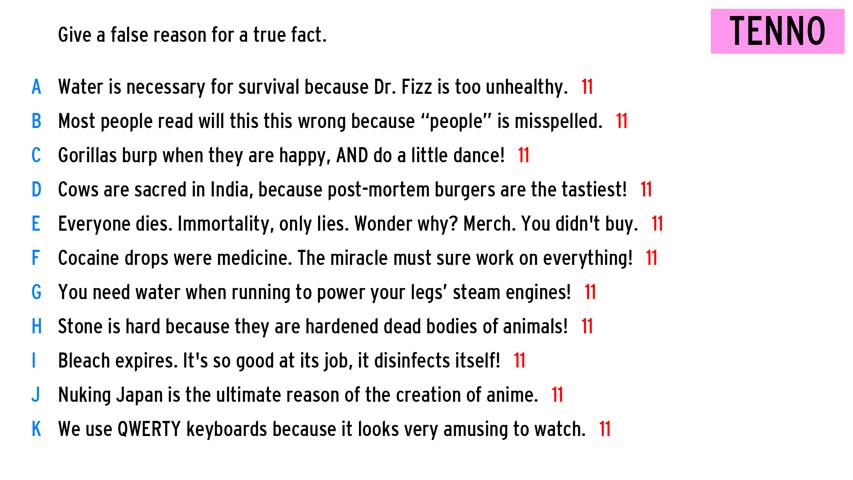 Give a false reason for a true fact.
TENNO
A Water is necessary for survival because Dr. Fizz is too unhealthy. 11
B Most people read will this this wrong because “people” is misspelled. 11
C Gorillas burp when they are happy, AND do a little dance! 11
D Cows are sacred in India, because post-mortem burgers are the tastiest! 11
E Everyone dies. Immortality, only lies. Wonder why? Merch. You didn't buy. 11
F Cocaine drops were medicine. The miracle must sure work on everything! 11
G You need water when running to power your legs’ steam engines! 11
H Stone is hard because they are hardened dead bodies of animals! 11
I Bleach expires. It's so good at its job, it disinfects itself! 11
J Nuking Japan is the ultimate reason of the creation of anime. 11
K We use QWERTY keyboards because it looks very amusing to watch. 11